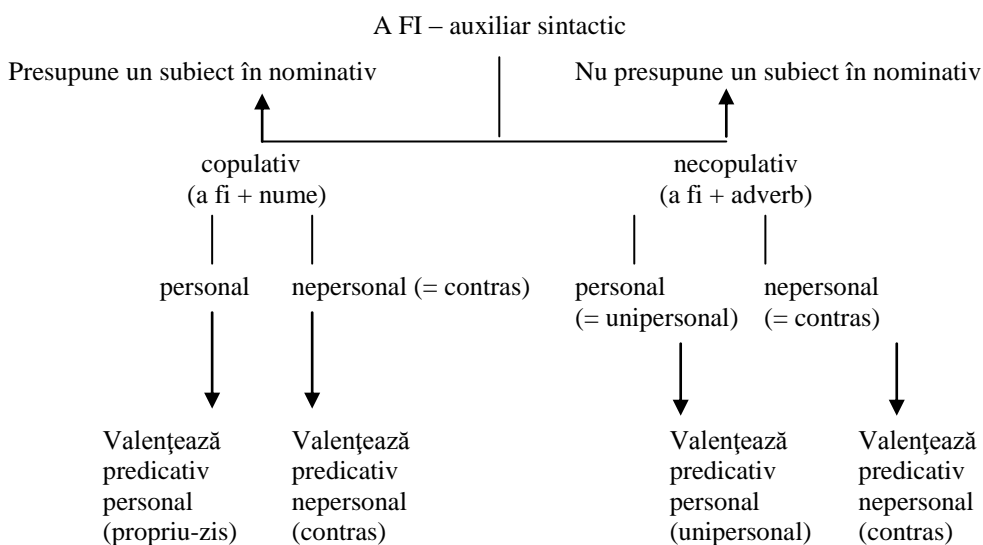 A FI – auxiliar sintactic
Presupune un subiect în nominativ Nu presupune un subiect în nominativ
copulativ necopulativ
(a fi + nume) (a fi + adverb)
personal nepersonal (= contras) personal nepersonal
(= unipersonal) (= contras)
Valenţează Valenţează Valenţează Valenţează
predicativ predicativ predicativ predicativ
personal nepersonal personal nepersonal
(propriu-zis) (contras) (unipersonal) (contras)